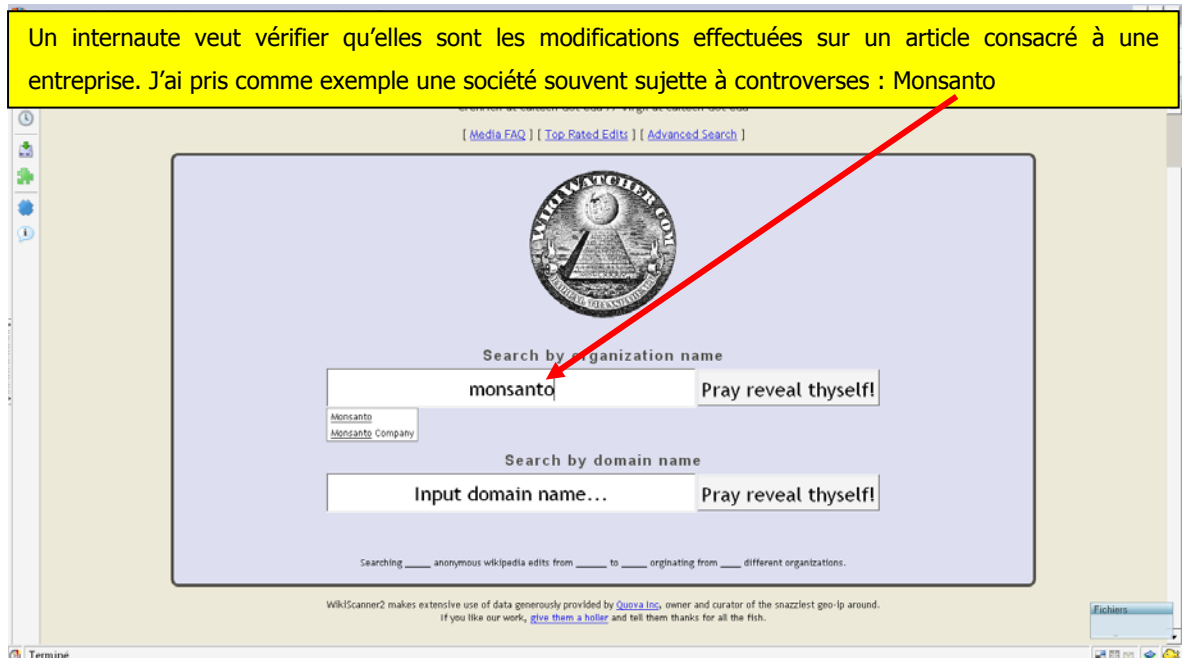 Un internaute veut vérifier qu'elles sont les modifications effectuées sur un article consacré à une
entreprise. J'ai pris comme exemple une société souvent sujette à controverses : Monsanto
[ Media FAQ ] [ Top Rated Edits ] [ Advanced Search ]
WIKIWATCHER.COM
RADICAL TRANSPARENCY
Search by organization name
monsanto Pray reveal thyself!
Monsanto
Monsanto Company
Search by domain name
Input domain name... Pray reveal thyself!
Searching _____ anonymous wikipedia edits from _____ to _____ orginating from _____ different organizations.
WikiScanner2 makes extensive use of data generously provided by Quova Inc, owner and curator of the snazziest geo-ip around.
If you like our work, give them a holler and tell them thanks for all the fish.
Fichiers
Terminé